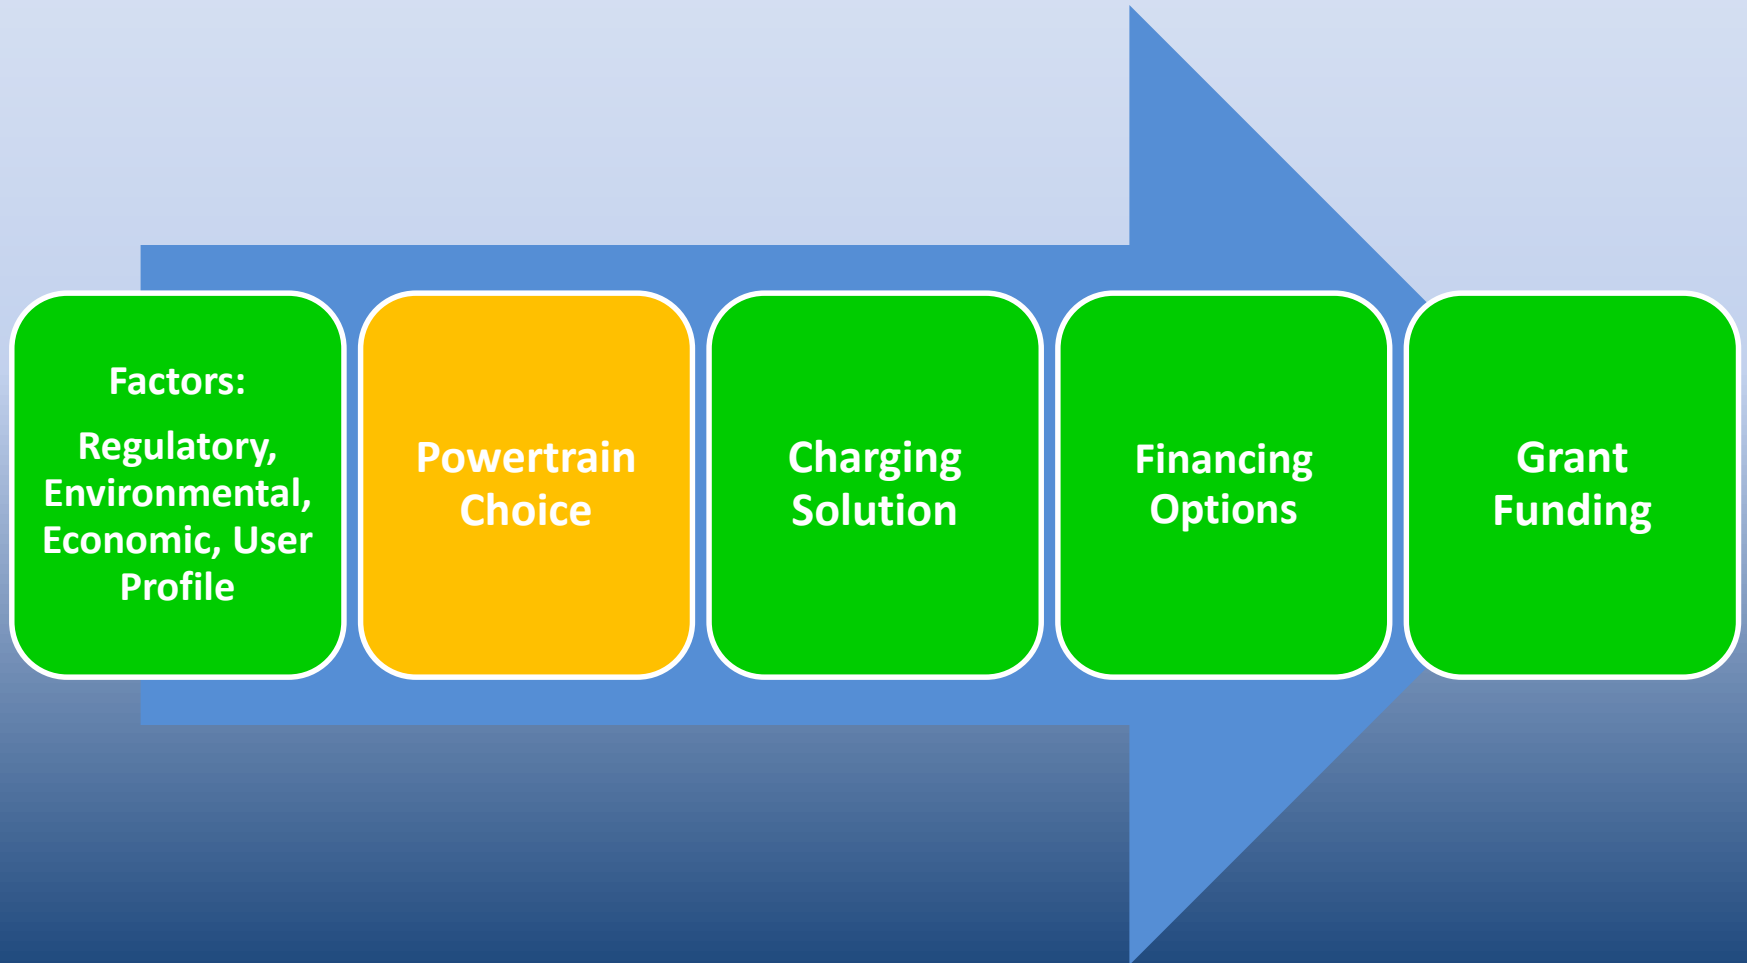 Factors:
Regulatory,
Environmental,
Economic, User
Profile
Powertrain
Choice
Charging
Solution
Financing
Options
Grant
Funding